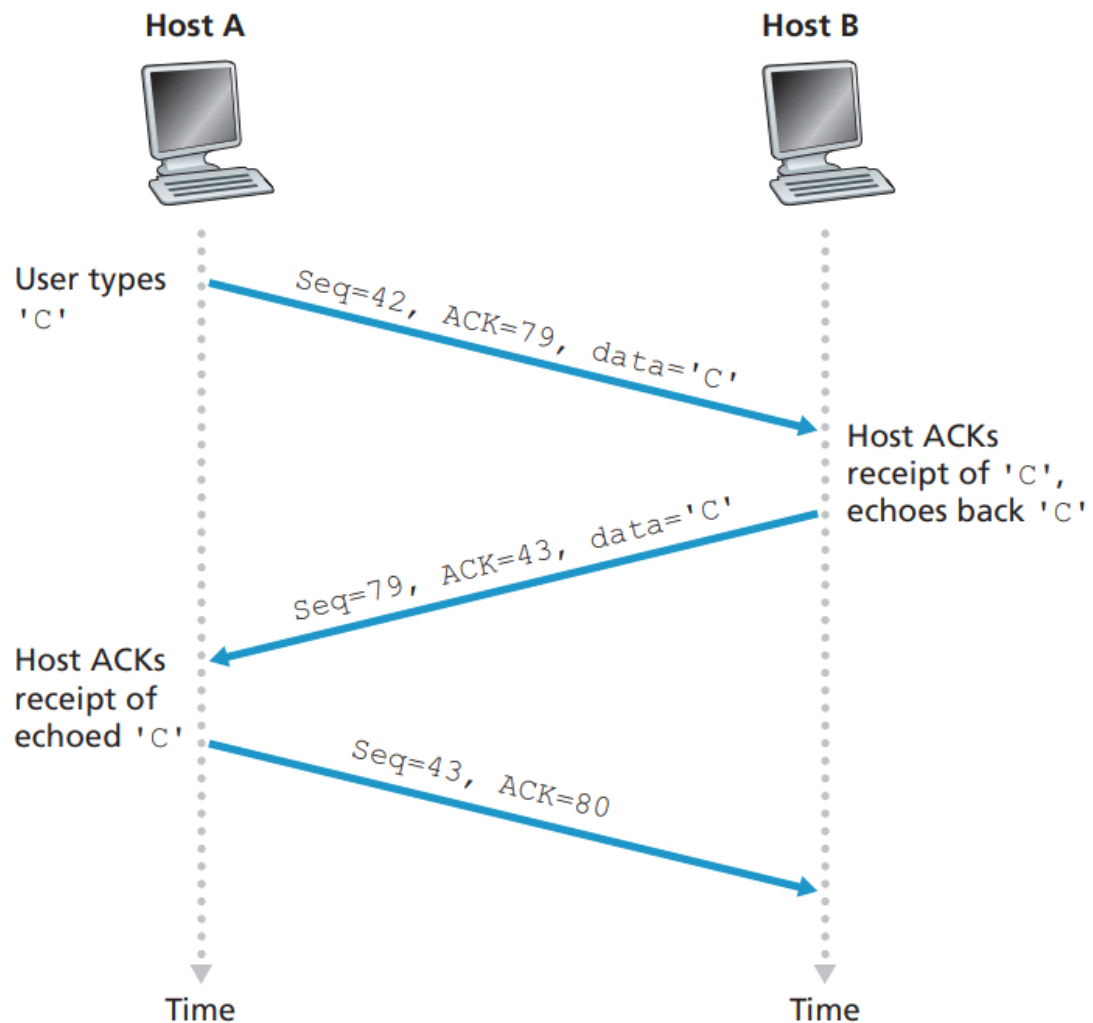 Host A
Host B
User types
'C'
Seq=42, ACK=79, data='C'
Host ACKs
receipt of 'C',
echoes back 'C'
Seq=79, ACK=43, data='C'
Host ACKs
receipt of
echoed 'C'
Seq=43, ACK=80
Time
Time